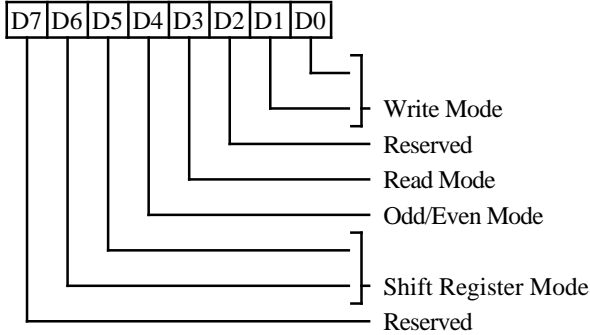 D7 D6 D5 D4 D3 D2 D1 D0
Write Mode
Reserved
Read Mode
Odd/Even Mode
Shift Register Mode
Reserved